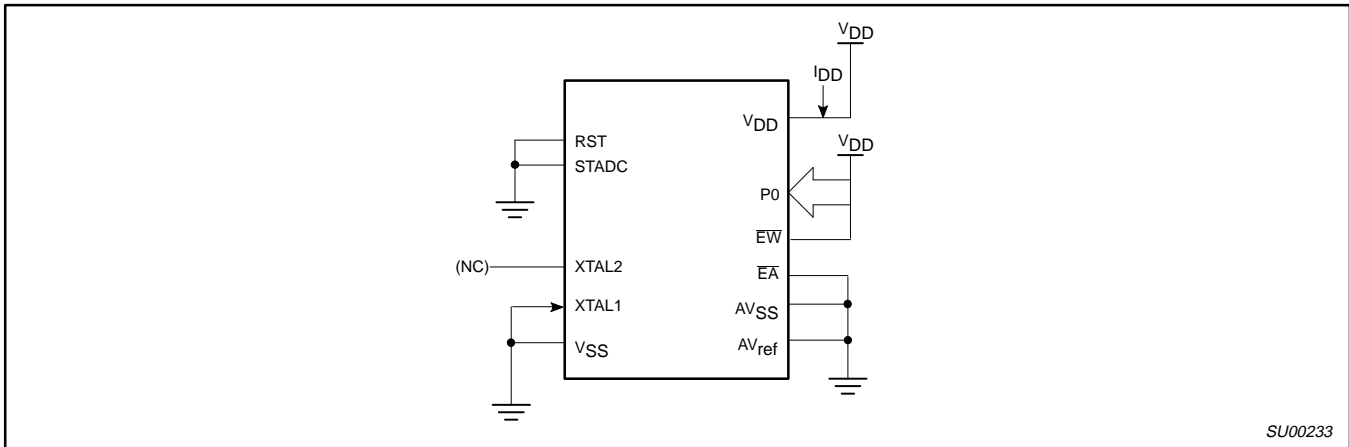 VDD
IDD
VDD
RST
STADC
VDD
P0
EW
(NC)
XTAL2
EA
XTAL1
AVSS
VSS
AVref
SU00233